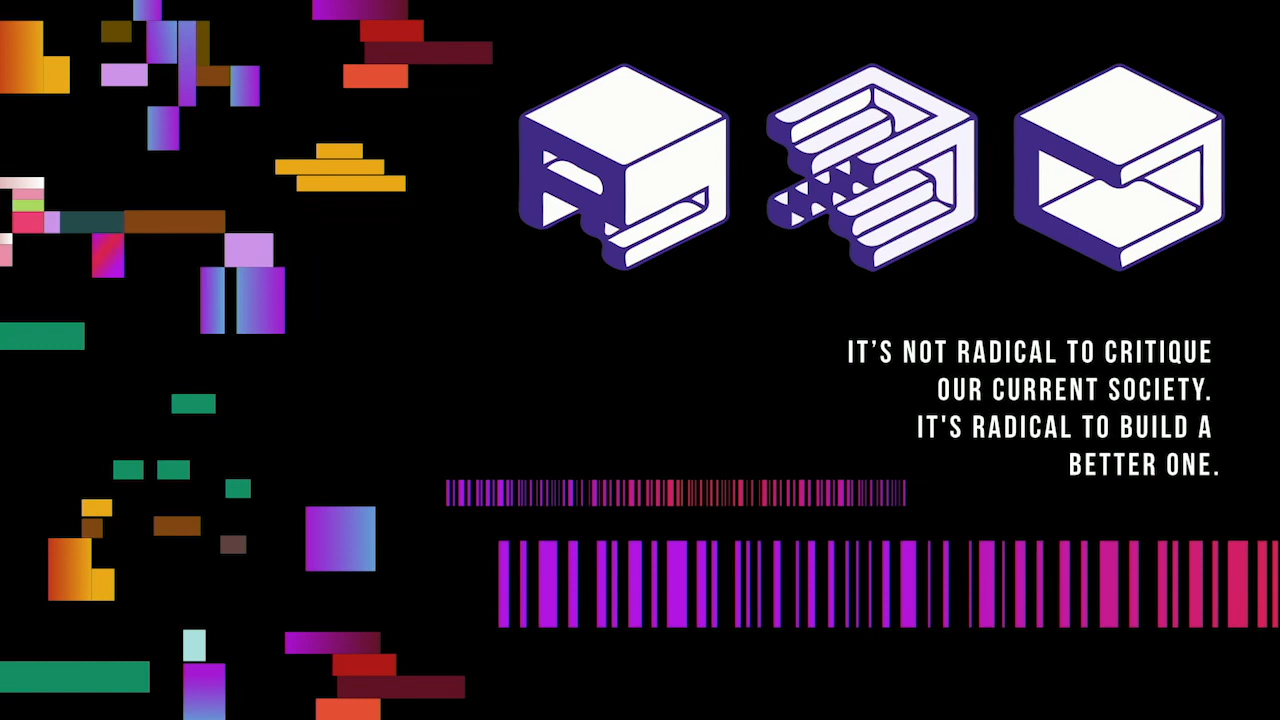 IT’S NOT RADICAL TO CRITIQUE
OUR CURRENT SOCIETY.
IT'S RADICAL TO BUILD A
BETTER ONE.